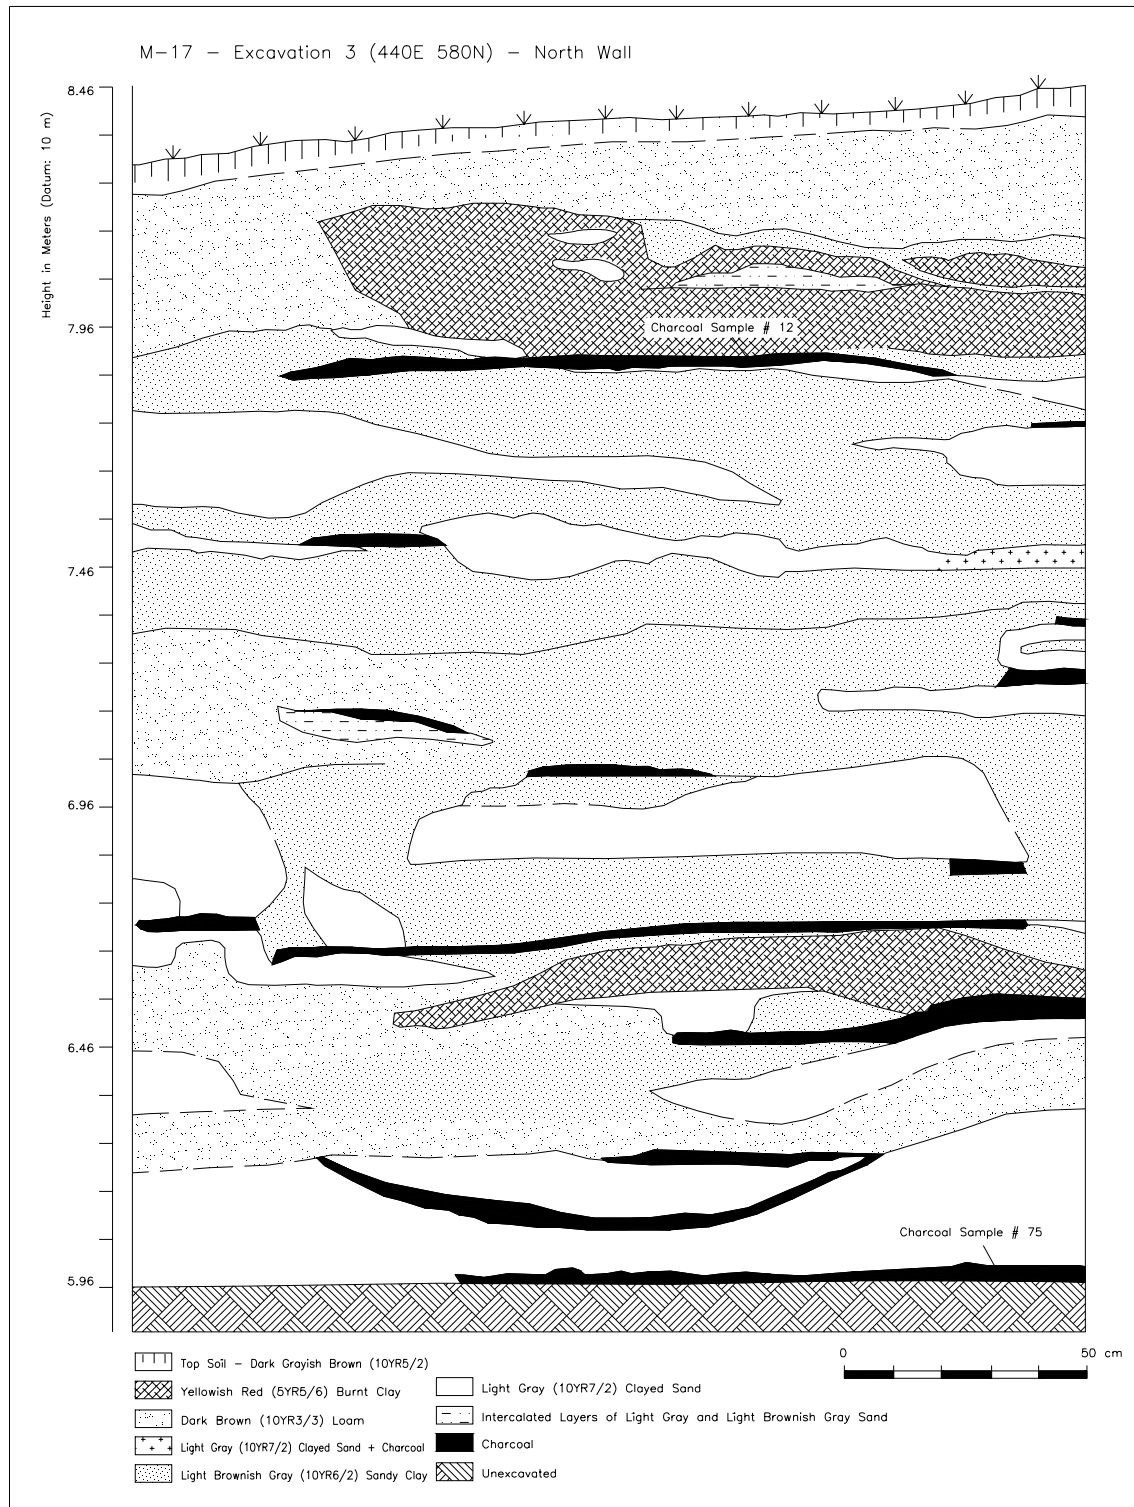 M-17 - Excavation 3 (440E 580N) - North Wall
8.46
Height in Meters (Datum: 10 m)
7.96
Charcoal Sample # 12
7.46
6.96
6.46
Charcoal Sample # 75
5.96
0 50 cm
Top Soil - Dark Grayish Brown (10YR5/2)
Yellowish Red (5YR5/6) Burnt Clay
Light Gray (10YR7/2) Clayed Sand
Dark Brown (10YR3/3) Loam
Intercalated Layers of Light Gray and Light Brownish Gray Sand
Light Gray (10YR7/2) Clayed Sand + Charcoal
Charcoal
Light Brownish Gray (10YR6/2) Sandy Clay
Unexcavated